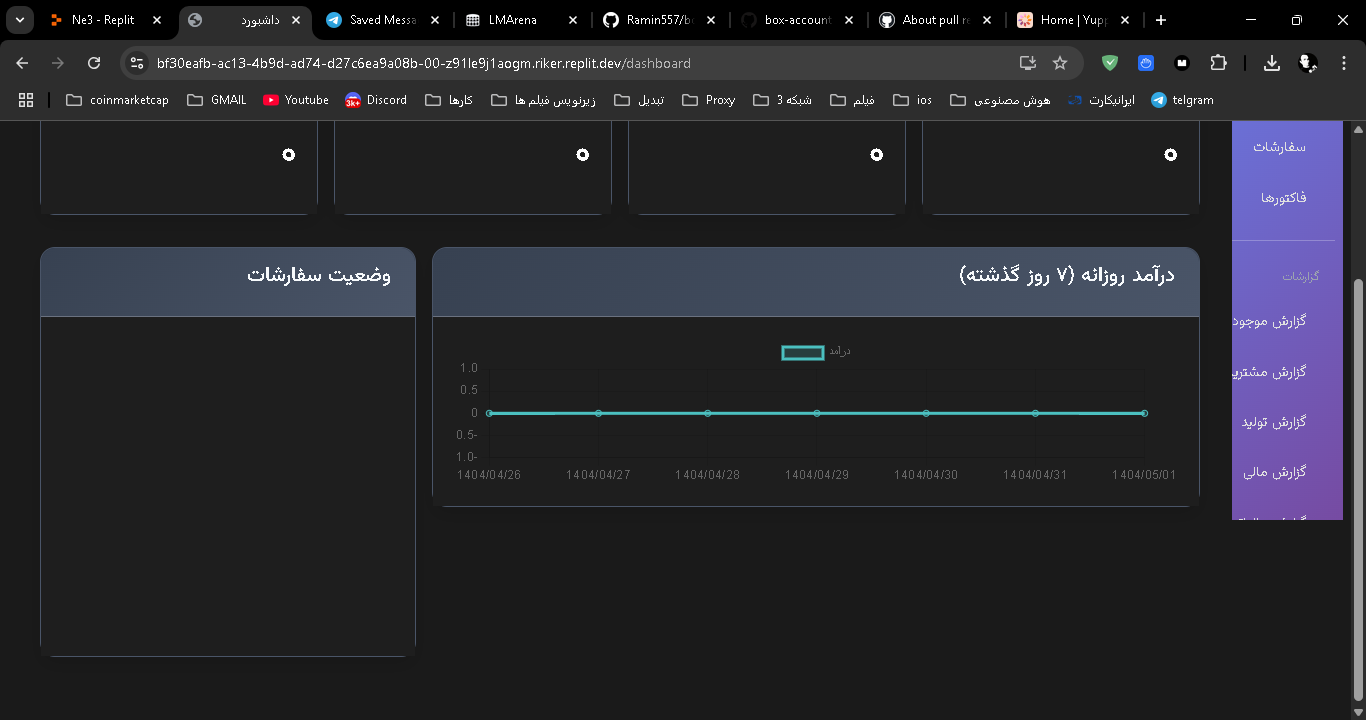 Ne3 - Replit
داشبورد
Saved Messa
LMArena
Ramin557/bo
box-account
About pull re
Home | Yupp
bf30eafb-ac13-4b9d-ad74-d27c6ea9a08b-00-z91le9j1aogm.riker.replit.dev/dashboard
coinmarketcap
GMAIL
Youtube
3k+
Discord
کارها
زیرنویس فیلم ها
تبدیل
Proxy
شبکه 3
فیلم
ios
هوش مصنوعی
ایرانیکارت
telgram
سفارشات
فاکتورها
گزارشات
گزارش موجود
گزارش مشتریا
گزارش تولید
گزارش مالی
درآمد روزانه (۷ روز گذشته)
درآمد
1.0
0.5
0
0.5-
1.0-
1404/04/26
1404/04/27
1404/04/28
1404/04/29
1404/04/30
1404/04/31
1404/05/01
وضعیت سفارشات